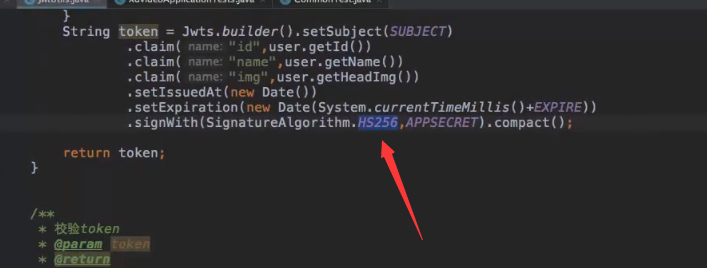 JwtUtils.java XdvideoApplicationTests.java CommonTest.java
}
String token = Jwts.builder().setSubject(SUBJECT)
.claim( name: "id",user.getId())
.claim( name: "name",user.getName())
.claim( name: "img",user.getHeadImg())
.setIssuedAt(new Date())
.setExpiration(new Date(System.currentTimeMillis()+EXPIRE))
.signWith(SignatureAlgorithm.HS256,APPSECRET).compact();
return token;
}
/**
* 校验token
* @param token
* @return